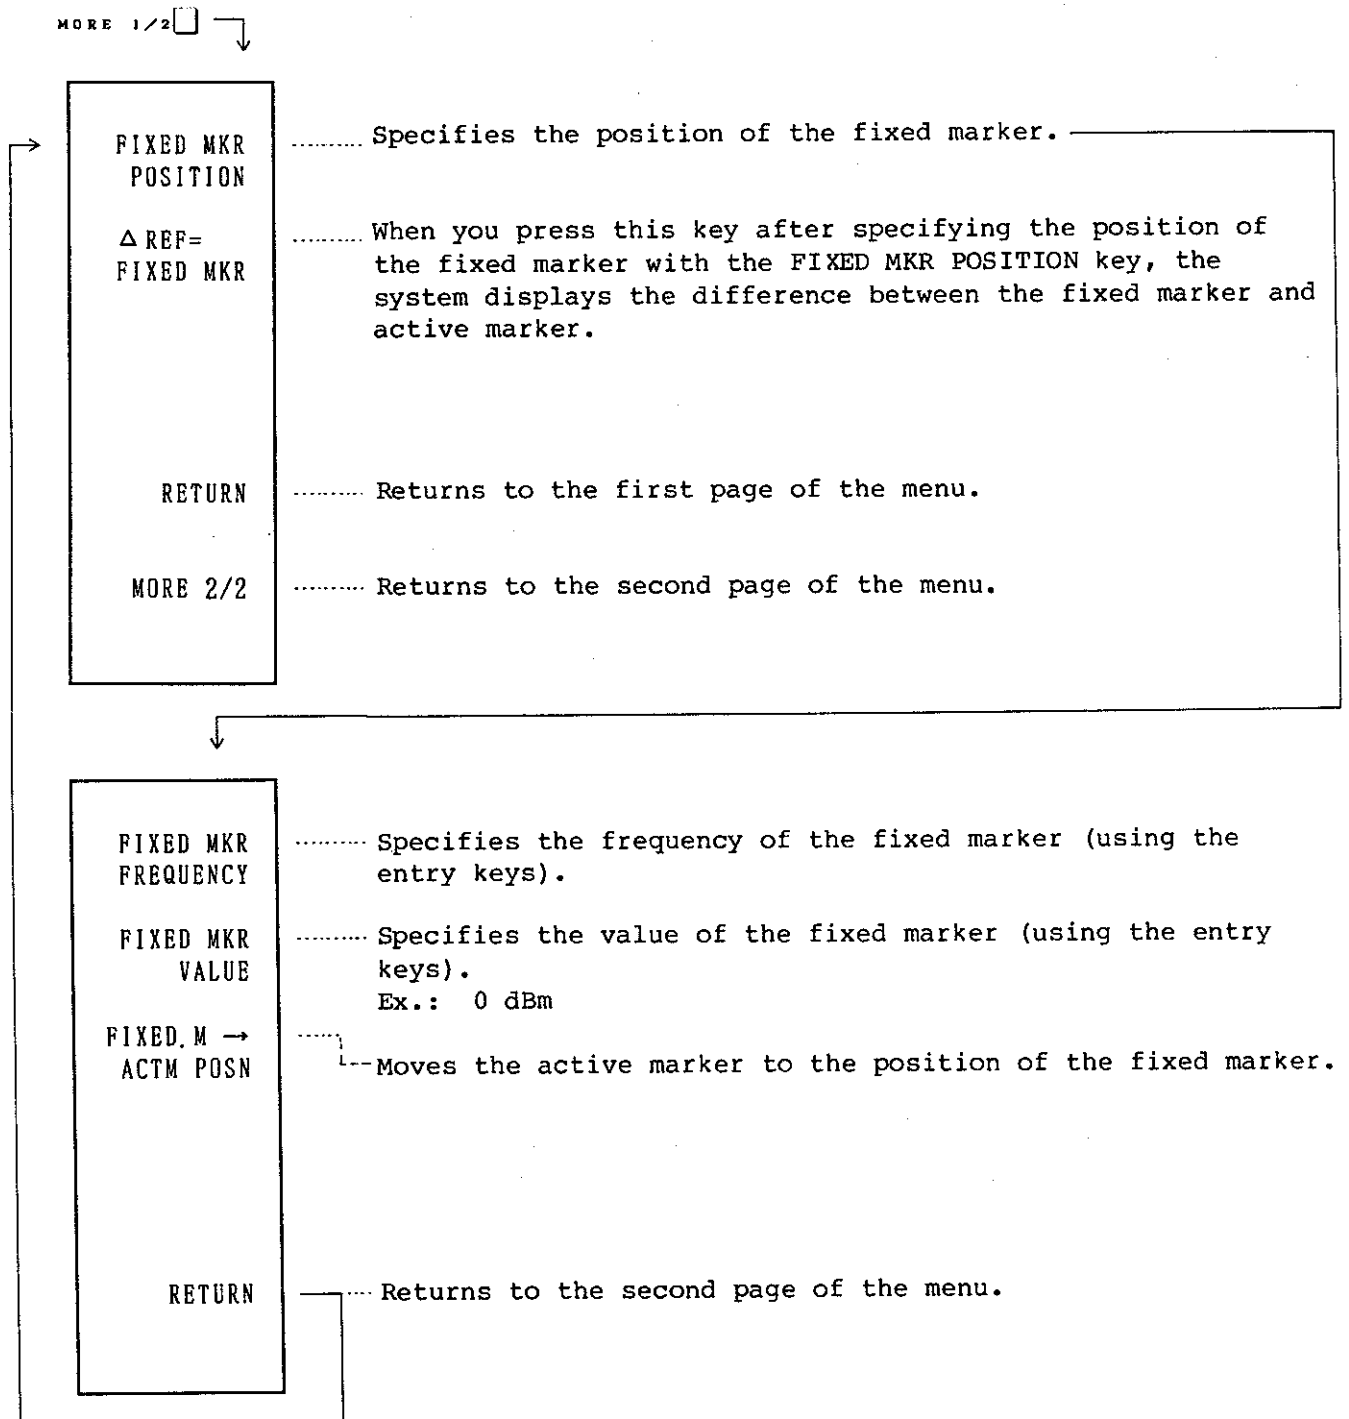 MORE 1/2
FIXED MKR ......... Specifies the position of the fixed marker.
POSITION
Δ REF= ......... When you press this key after specifying the position of
FIXED MKR the fixed marker with the FIXED MKR POSITION key, the
system displays the difference between the fixed marker and
active marker.
RETURN ......... Returns to the first page of the menu.
MORE 2/2 ......... Returns to the second page of the menu.
FIXED MKR ......... Specifies the frequency of the fixed marker (using the
FREQUENCY entry keys).
FIXED MKR ......... Specifies the value of the fixed marker (using the entry
VALUE keys).
Ex.: 0 dBm
FIXED.M →
ACTM POSN Moves the active marker to the position of the fixed marker.
RETURN Returns to the second page of the menu.